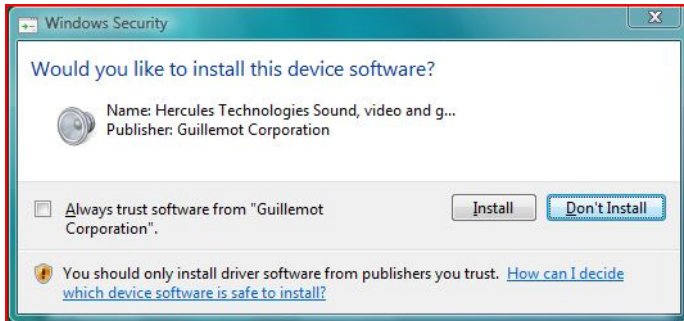 Windows Security
Would you like to install this device software?
Name: Hercules Technologies Sound, video and g...
Publisher: Guillemot Corporation
Always trust software from "Guillemot
Corporation".
Install
Don't Install
You should only install driver software from publishers you trust. How can I decide
which device software is safe to install?